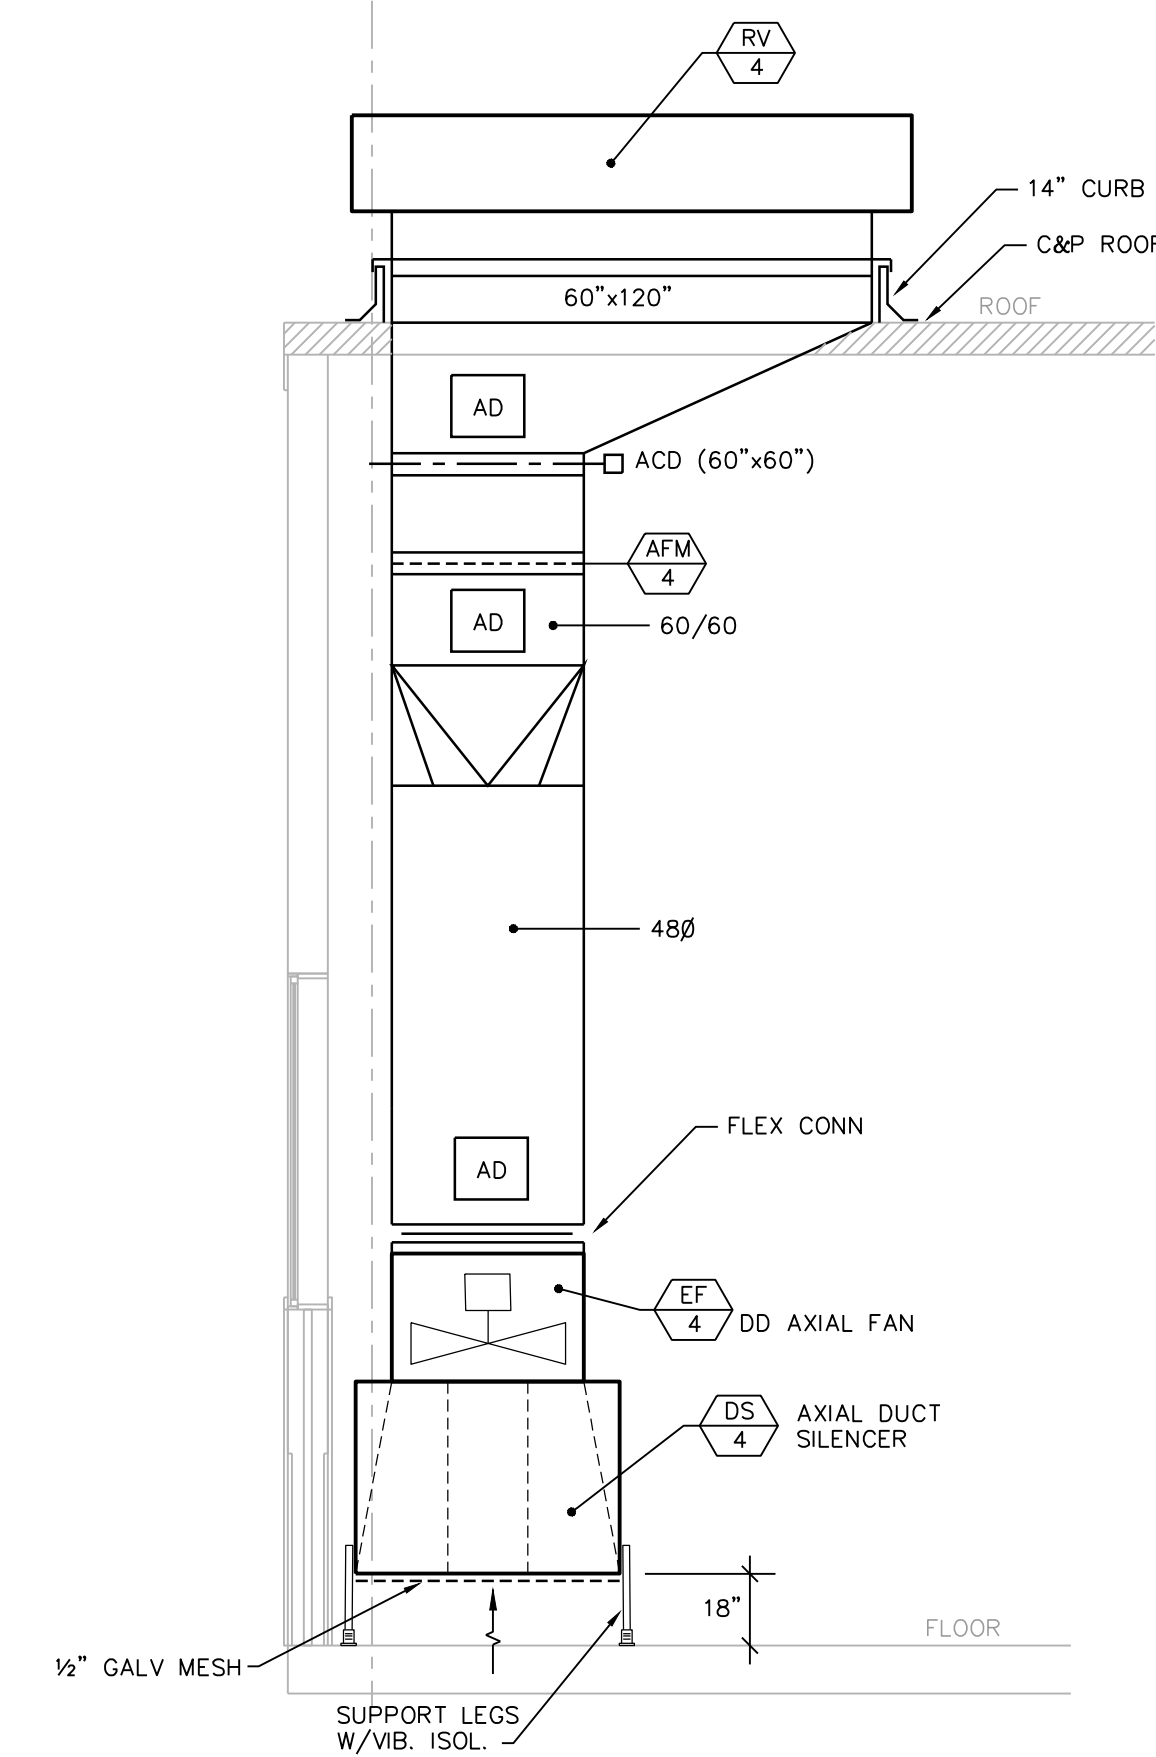 RV
4
14" CURB
C&P ROOF
60"x120"
ROOF
AD
ACD (60"x60")
AFM
4
AD
60/60
48Ø
FLEX CONN
AD
EF
4
DD AXIAL FAN
DS
4
AXIAL DUCT
SILENCER
18"
FLOOR
½" GALV MESH
SUPPORT LEGS
W/VIB. ISOL.